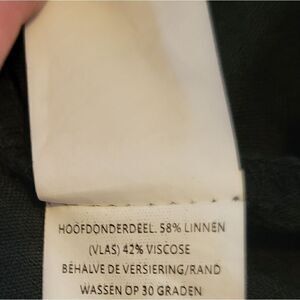 HOOFDONDERDEEL. 58% LINNEN
(VLAS) 42% VISCOSE
BEHALVE DE VERSIERING/RAND
WASSEN OP 30 GRADEN